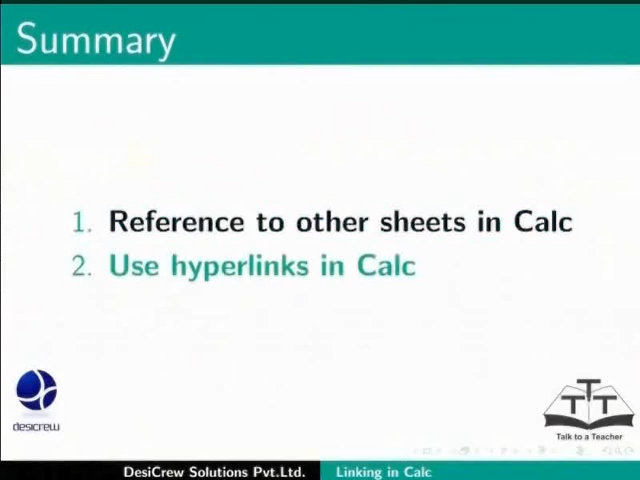 Summary
1. Reference to other sheets in Calc
2. Use hyperlinks in Calc
desicrew
TTT
Talk to a Teacher
DesiCrew Solutions Pvt.Ltd. Linking in Calc